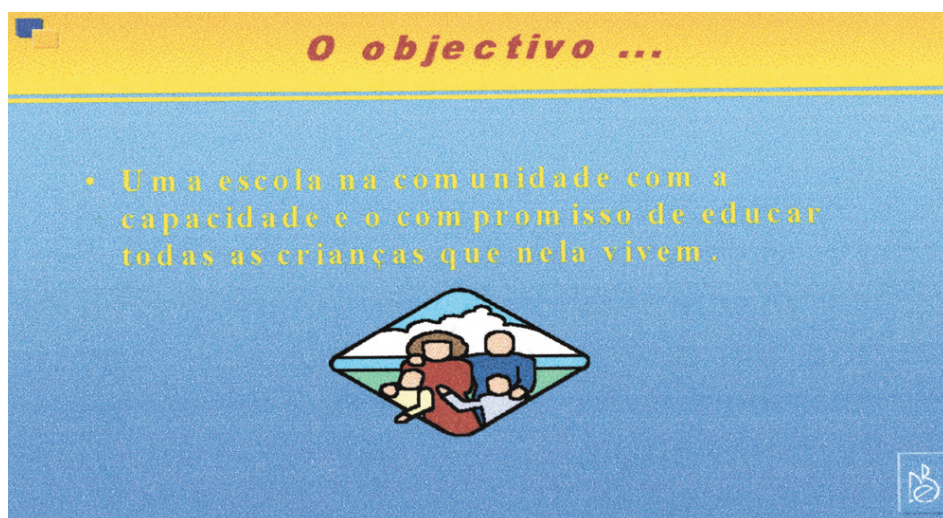 O objectivo ...
• Uma escola na comunidade com a
capacidade e o compromisso de educar
todas as crianças que nela vivem.